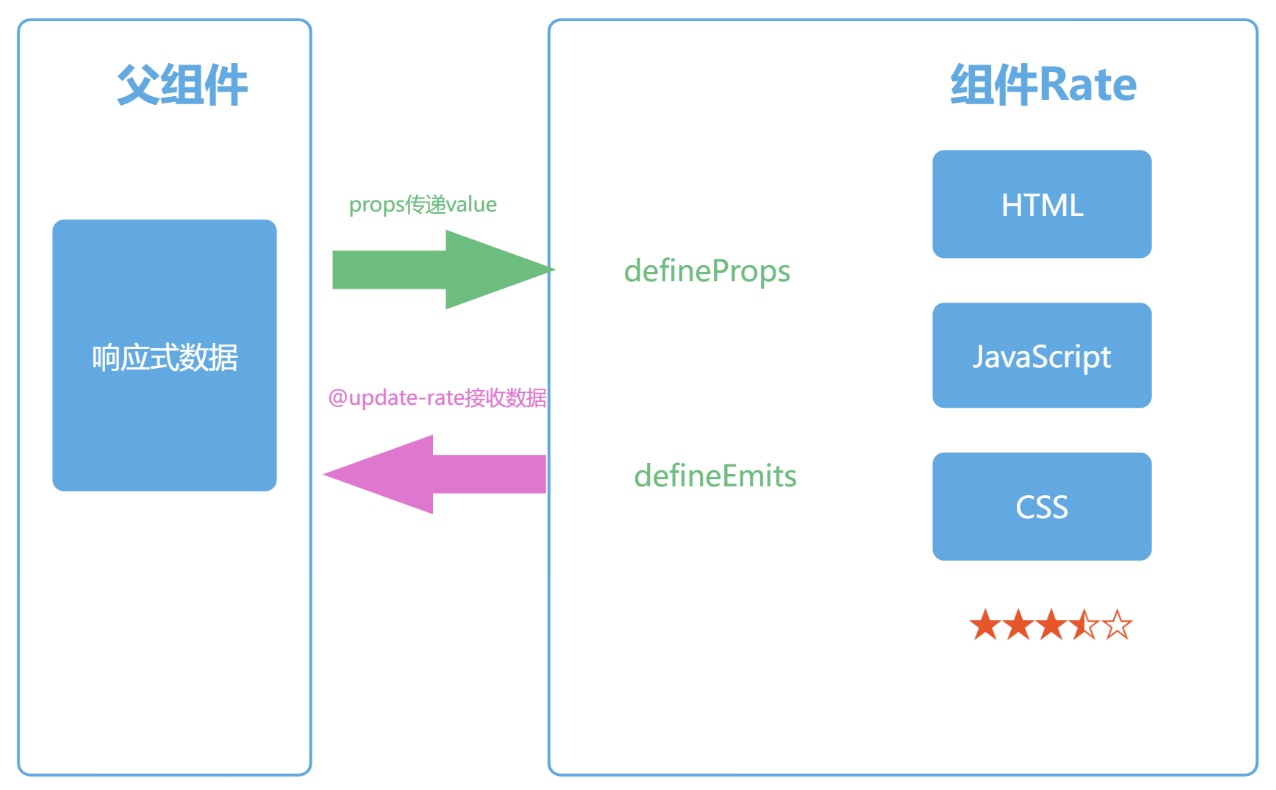 父组件
组件Rate
HTML
props传递value
defineProps
响应式数据
JavaScript
@update-rate接收数据
defineEmits
CSS